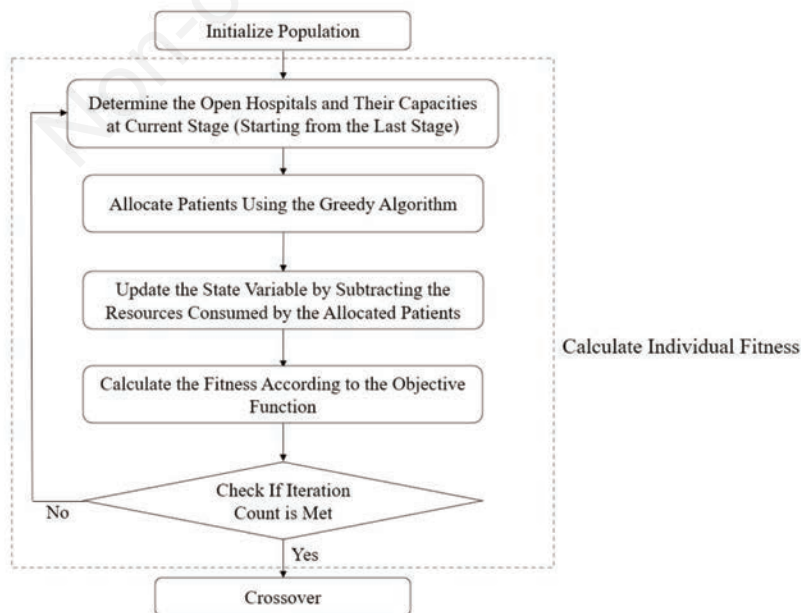 Initialize Population
Determine the Open Hospitals and Their Capacities
at Current Stage (Starting from the Last Stage)
Allocate Patients Using the Greedy Algorithm
Update the State Variable by Subtracting the
Resources Consumed by the Allocated Patients
Calculate Individual Fitness
Calculate the Fitness According to the Objective
Function
Check If Iteration
Count is Met
No
Yes
Crossover